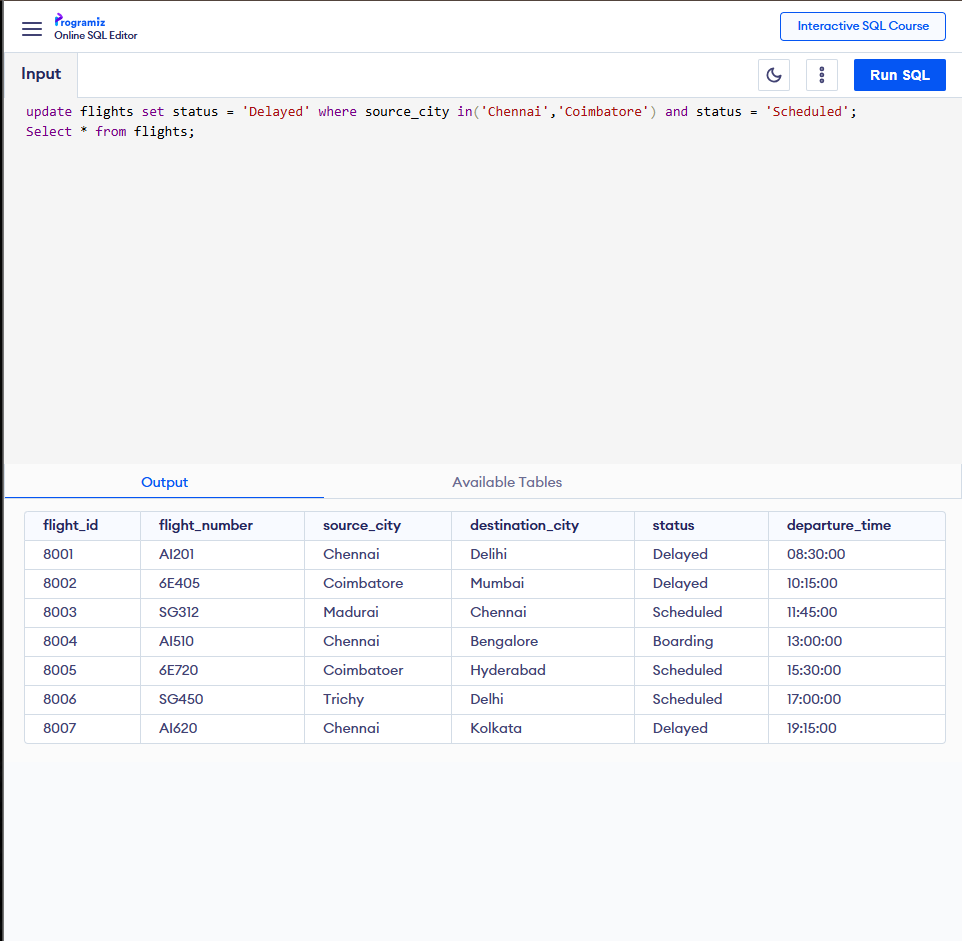 Programiz
Online SQL Editor
Interactive SQL Course
Input
Run SQL
update flights set status = 'Delayed' where source_city in('Chennai','Coimbatore') and status = 'Scheduled';
Select * from flights;
Output Available Tables
flight_id flight_number source_city destination_city status departure_time
8001 AI201 Chennai Delihi Delayed 08:30:00
8002 6E405 Coimbatore Mumbai Delayed 10:15:00
8003 SG312 Madurai Chennai Scheduled 11:45:00
8004 AI510 Chennai Bengalore Boarding 13:00:00
8005 6E720 Coimbatoer Hyderabad Scheduled 15:30:00
8006 SG450 Trichy Delhi Scheduled 17:00:00
8007 AI620 Chennai Kolkata Delayed 19:15:00